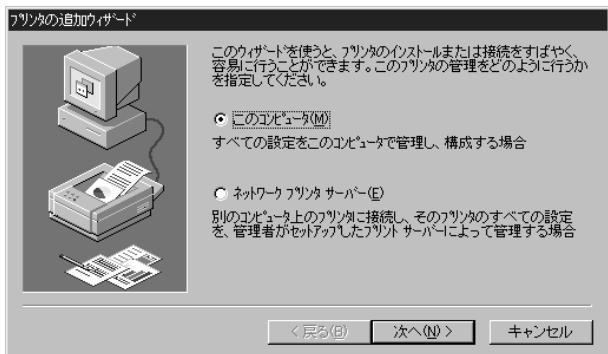 プリンタの追加ウィザード
このウィザードを使うと、プリンタのインストールまたは接続をすばやく、
容易に行うことができます。このプリンタの管理をどのように行うか
を指定してください。
このコンピュータ(M)
すべての設定をこのコンピュータで管理し、構成する場合
ネットワーク プリンタ サーバー(E)
別のコンピュータ上のプリンタに接続し、そのプリンタのすべての設定
を、管理者がセットアップしたプリント サーバーによって管理する場合
< 戻る(B)
次へ(N) >
キャンセル